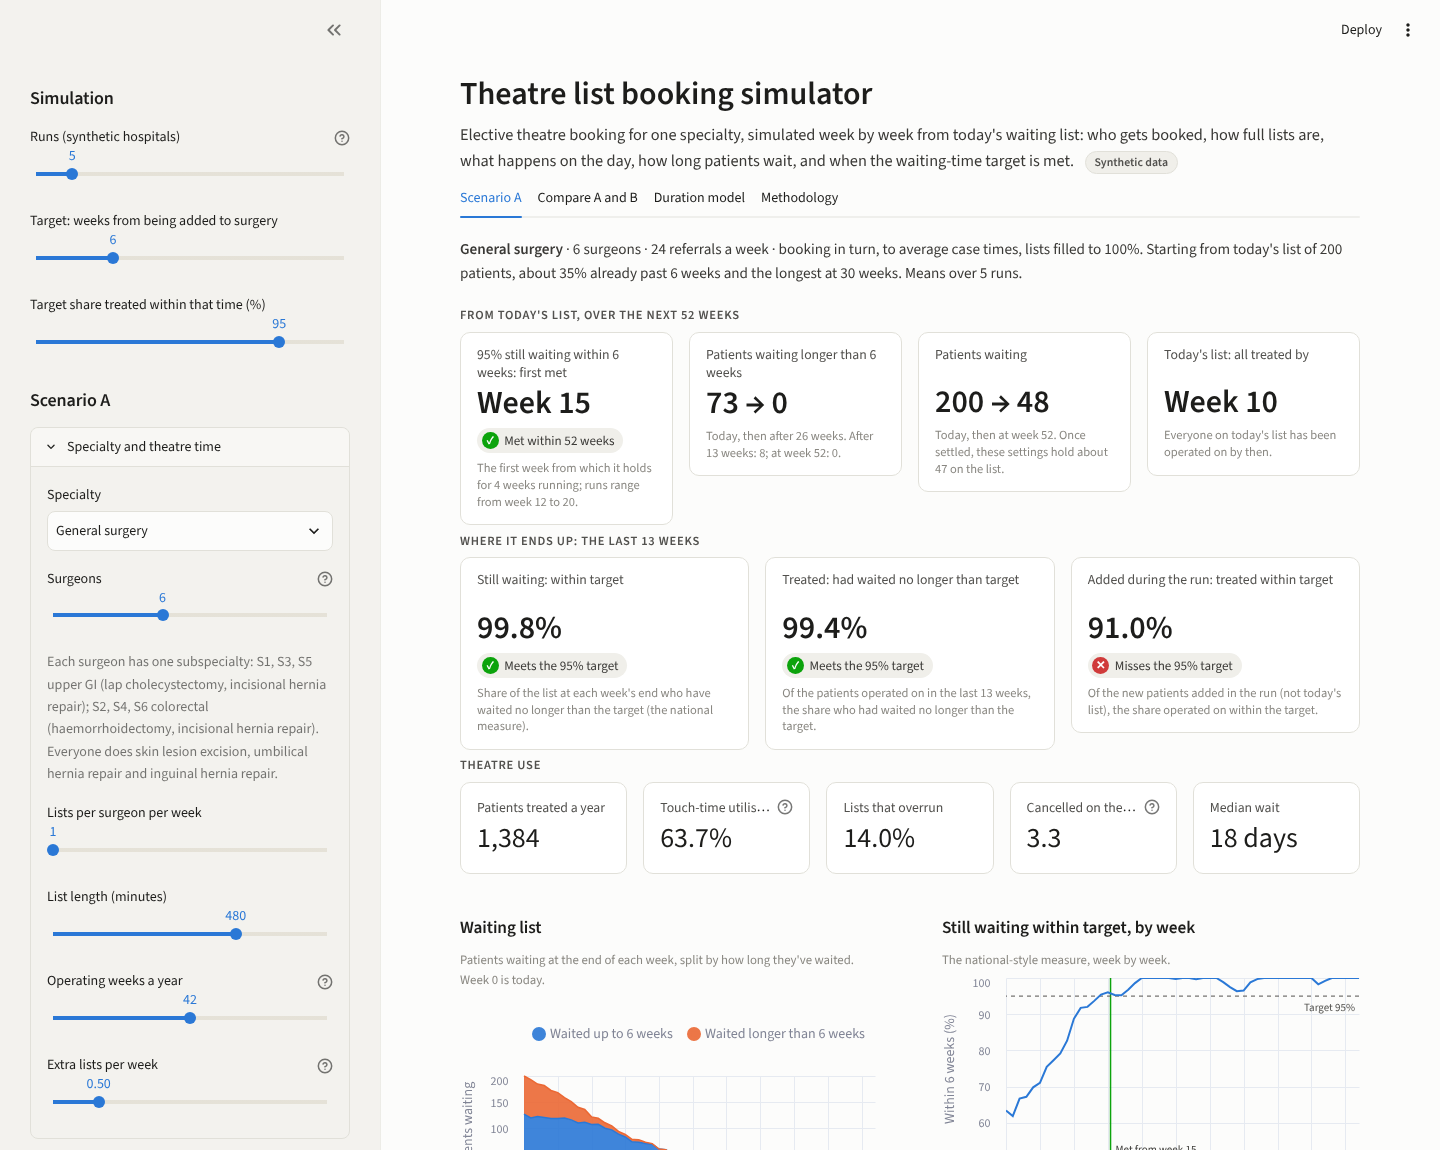 Deploy
Simulation
Runs (synthetic hospitals)
5
Target: weeks from being added to surgery
6
Target share treated within that time (%)
95
Scenario A
Specialty and theatre time
Specialty
General surgery
Surgeons
6
Each surgeon has one subspecialty: S1, S3, S5
upper GI (lap cholecystectomy, incisional hernia
repair); S2, S4, S6 colorectal
(haemorrhoidectomy, incisional hernia repair).
Everyone does skin lesion excision, umbilical
hernia repair and inguinal hernia repair.
Lists per surgeon per week
1
List length (minutes)
480
Operating weeks a year
42
Extra lists per week
0.50
Theatre list booking simulator
Elective theatre booking for one specialty, simulated week by week from today's waiting list: who gets booked, how full lists are,
what happens on the day, how long patients wait, and when the waiting-time target is met. Synthetic data
Scenario A Compare A and B Duration model Methodology
General surgery · 6 surgeons · 24 referrals a week · booking in turn, to average case times, lists filled to 100%. Starting from today's list of 200
patients, about 35% already past 6 weeks and the longest at 30 weeks. Means over 5 runs.
FROM TODAY'S LIST, OVER THE NEXT 52 WEEKS
95% still waiting within 6
weeks: first met
Week 15
Met within 52 weeks
The first week from which it holds
for 4 weeks running; runs range
from week 12 to 20.
Patients waiting longer than 6
weeks
73 → 0
Today, then after 26 weeks. After
13 weeks: 8; at week 52: 0.
Patients waiting
200 → 48
Today, then at week 52. Once
settled, these settings hold about
47 on the list.
Today's list: all treated by
Week 10
Everyone on today's list has been
operated on by then.
WHERE IT ENDS UP: THE LAST 13 WEEKS
Still waiting: within target
99.8%
Meets the 95% target
Share of the list at each week's end who have
waited no longer than the target (the national
measure).
Treated: had waited no longer than target
99.4%
Meets the 95% target
Of the patients operated on in the last 13 weeks,
the share who had waited no longer than the
target.
Added during the run: treated within target
91.0%
Misses the 95% target
Of the new patients added in the run (not today's
list), the share operated on within the target.
THEATRE USE
Patients treated a year
1,384
Touch-time utilis…
63.7%
Lists that overrun
14.0%
Cancelled on the…
3.3
Median wait
18 days
Waiting list
Patients waiting at the end of each week, split by how long they've waited.
Week 0 is today.
Waited up to 6 weeks Waited longer than 6 weeks
200
150
100
ents waiting
Still waiting within target, by week
The national-style measure, week by week.
100
90
80
70
60
Within 6 weeks (%)
Target 95%
Met from week 15